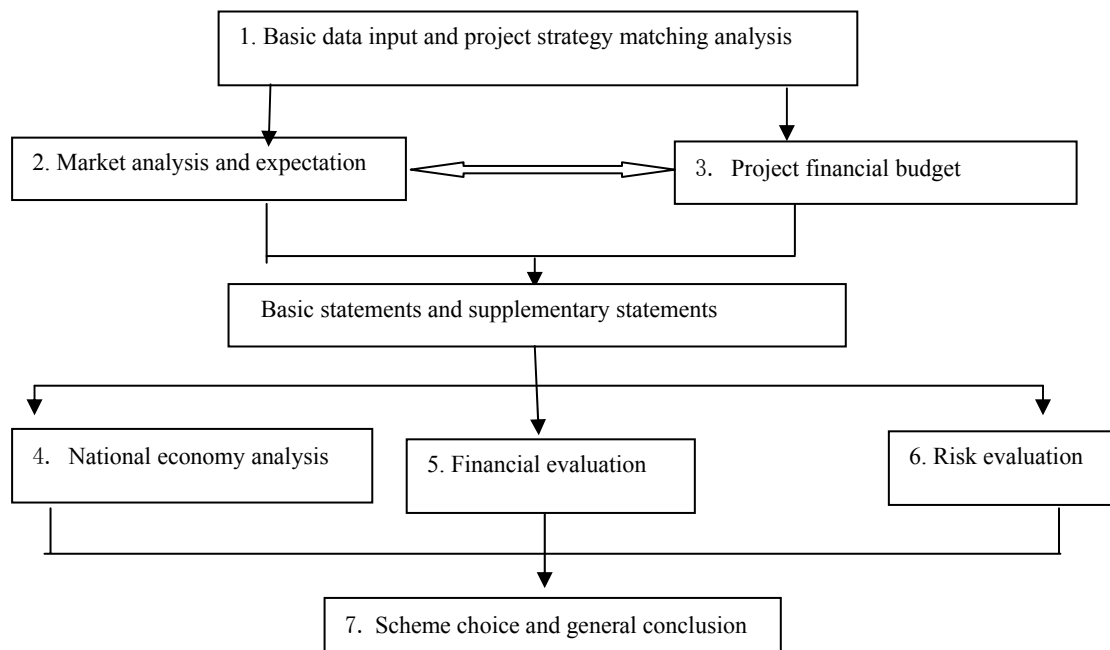 1. Basic data input and project strategy matching analysis
2. Market analysis and expectation
3. Project financial budget
Basic statements and supplementary statements
4. National economy analysis
5. Financial evaluation
6. Risk evaluation
7. Scheme choice and general conclusion